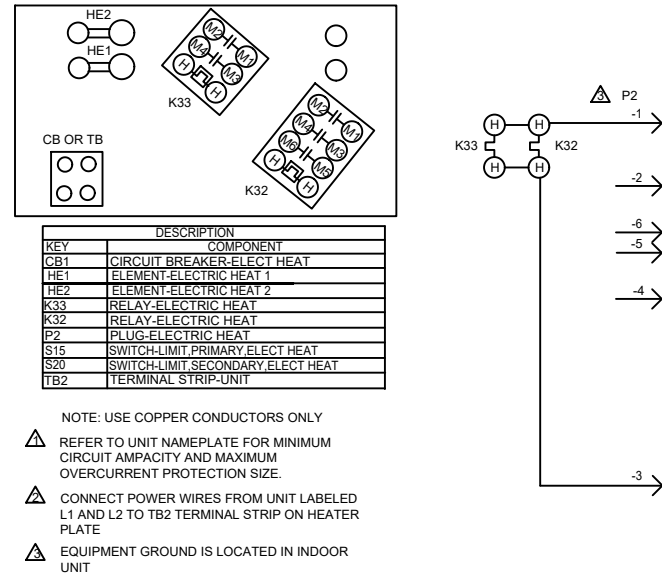 HE2
HE1
M2
M1
M4
M3
H
H
K33
M2
M1
M4
M3
M6
M5
H
H
K32
CB OR TB
3 P2
-1
H H
K33 K32
H H
-2
-6
-5
-4
-3
DESCRIPTION
KEY COMPONENT
CB1 CIRCUIT BREAKER-ELECT HEAT
HE1 ELEMENT-ELECTRIC HEAT 1
HE2 ELEMENT-ELECTRIC HEAT 2
K33 RELAY-ELECTRIC HEAT
K32 RELAY-ELECTRIC HEAT
P2 PLUG-ELECTRIC HEAT
S15 SWITCH-LIMIT,PRIMARY,ELECT HEAT
S20 SWITCH-LIMIT,SECONDARY,ELECT HEAT
TB2 TERMINAL STRIP-UNIT
NOTE: USE COPPER CONDUCTORS ONLY
1 REFER TO UNIT NAMEPLATE FOR MINIMUM
CIRCUIT AMPACITY AND MAXIMUM
OVERCURRENT PROTECTION SIZE.
2 CONNECT POWER WIRES FROM UNIT LABELED
L1 AND L2 TO TB2 TERMINAL STRIP ON HEATER
PLATE
3 EQUIPMENT GROUND IS LOCATED IN INDOOR
UNIT